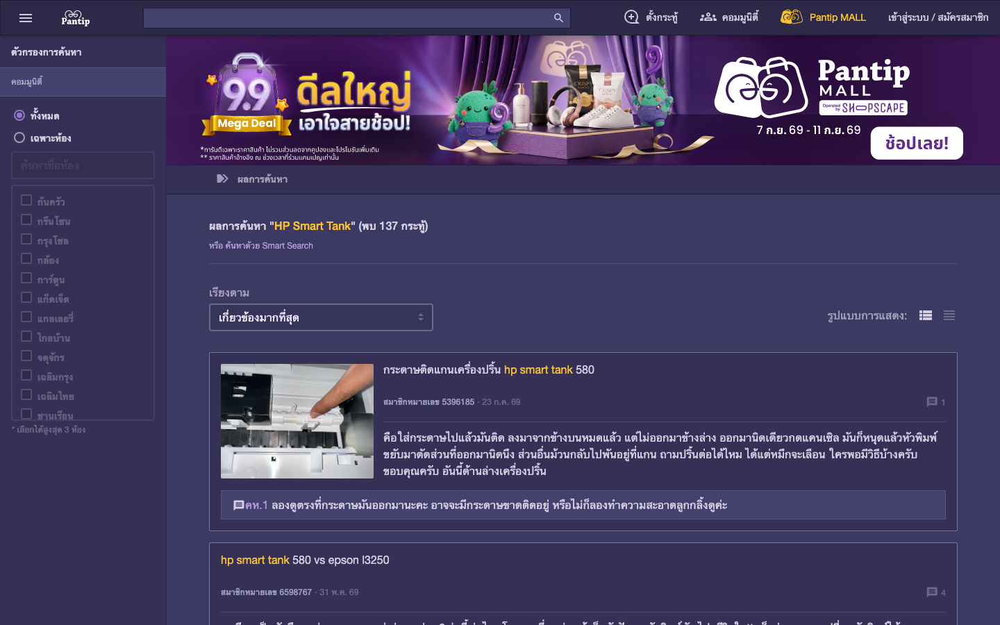 Pantip
ตั้งกระทู้
คอมมูนิตี้
Pantip MALL
เข้าสู่ระบบ / สมัครสมาชิก
ตัวกรองการค้นหา
คอมมูนิตี้
ทั้งหมด
เฉพาะห้อง
ค้นหาชื่อห้อง
ก้นครัว
กรีนโซน
กรุงโซล
กล้อง
การ์ตูน
แก็ดเจ็ต
แกลเลอรี่
ไกลบ้าน
จตุจักร
เฉลิมกรุง
เฉลิมไทย
ชานเรือน
* เลือกได้สูงสุด 3 ห้อง
9.9
Mega Deal
ดีลใหญ่
เอาใจสายช้อป!
*การันตีเฉพาะราคาสินค้า ไม่รวมส่วนลดจากคูปองและโปรโมชันเพิ่มเติม
** ราคาสินค้าอ้างอิง ณ ช่วงเวลาที่ร่วมแคมเปญเท่านั้น
CRISPY
CRISPY
Pantip
MALL
Operated by SHOPSCAPE
7 ก.ย. 69 - 11 ก.ย. 69
ช้อปเลย!
ผลการค้นหา
ผลการค้นหา "HP Smart Tank" (พบ 137 กระทู้)
หรือ ค้นหาด้วย Smart Search
เรียงตาม
เกี่ยวข้องมากที่สุด
รูปแบบการแสดง:
กระดาษติดแกนเครื่องปริ้น hp smart tank 580
สมาชิกหมายเลข 5396185 · 23 ก.ค. 69
1
คือใส่กระดาษไปแล้วมันติด ลงมาจากข้างบนหมดแล้ว แต่ไม่ออกมาข้างล่าง ออกมานิดเดียวกดแคนเซิล มันก็หนุดแล้วหัวพิมพ์
ขยับมาตัดส่วนที่ออกมานิดนึง ส่วนอื่นม้วนกลับไปพันอยู่ที่แกน ถามปริ้นต่อได้ไหม ได้แต่หมึกจะเลือน ใครพอมีวิธีบ้างครับ
ขอบคุณครับ อันนี้ด้านล่างเครื่องปริ้น
คห.1 ลองดูตรงที่กระดาษมันออกมานะคะ อาจจะมีกระดาษขาดติดอยู่ หรือไม่ก็ลองทำความสะอาดลูกกลิ้งดูค่ะ
hp smart tank 580 vs epson l3250
สมาชิกหมายเลข 6598767 · 31 พ.ค. 69
4